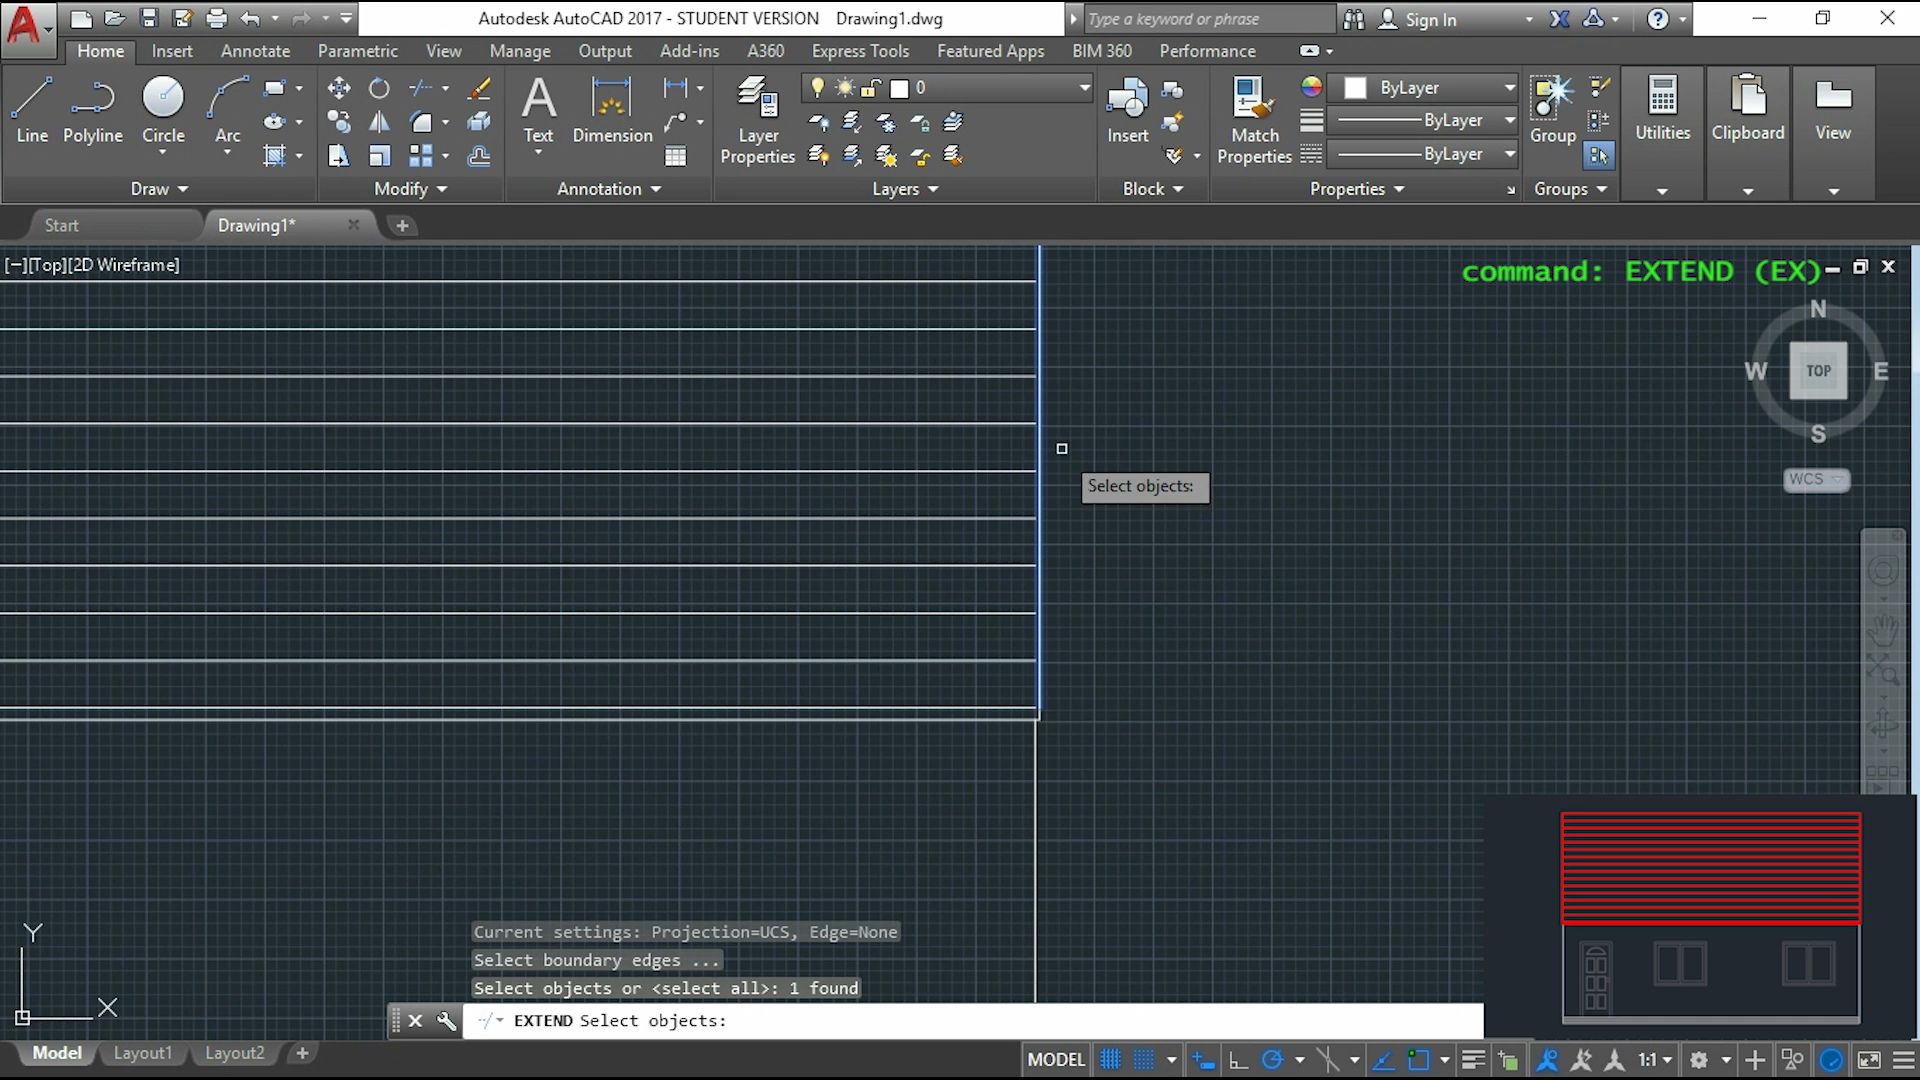 Autodesk AutoCAD 2017 - STUDENT VERSION Drawing1.dwg
Type a keyword or phrase
Sign In
Home Insert Annotate Parametric View Manage Output Add-ins A360 Express Tools Featured Apps BIM 360 Performance
Line Polyline Circle Arc
Text Dimension
Layer Properties
0
Insert
Match Properties
ByLayer
ByLayer
ByLayer
Group
Utilities Clipboard View
Draw Modify Annotation Layers Block Properties Groups
Start Drawing1*
[−][Top][2D Wireframe]
command: EXTEND (EX)
N
W TOP E
S
WCS
Select objects:
Y
X
Current settings: Projection=UCS, Edge=None
Select boundary edges ...
Select objects or <select all>: 1 found
EXTEND Select objects:
Model Layout1 Layout2
MODEL 1:1